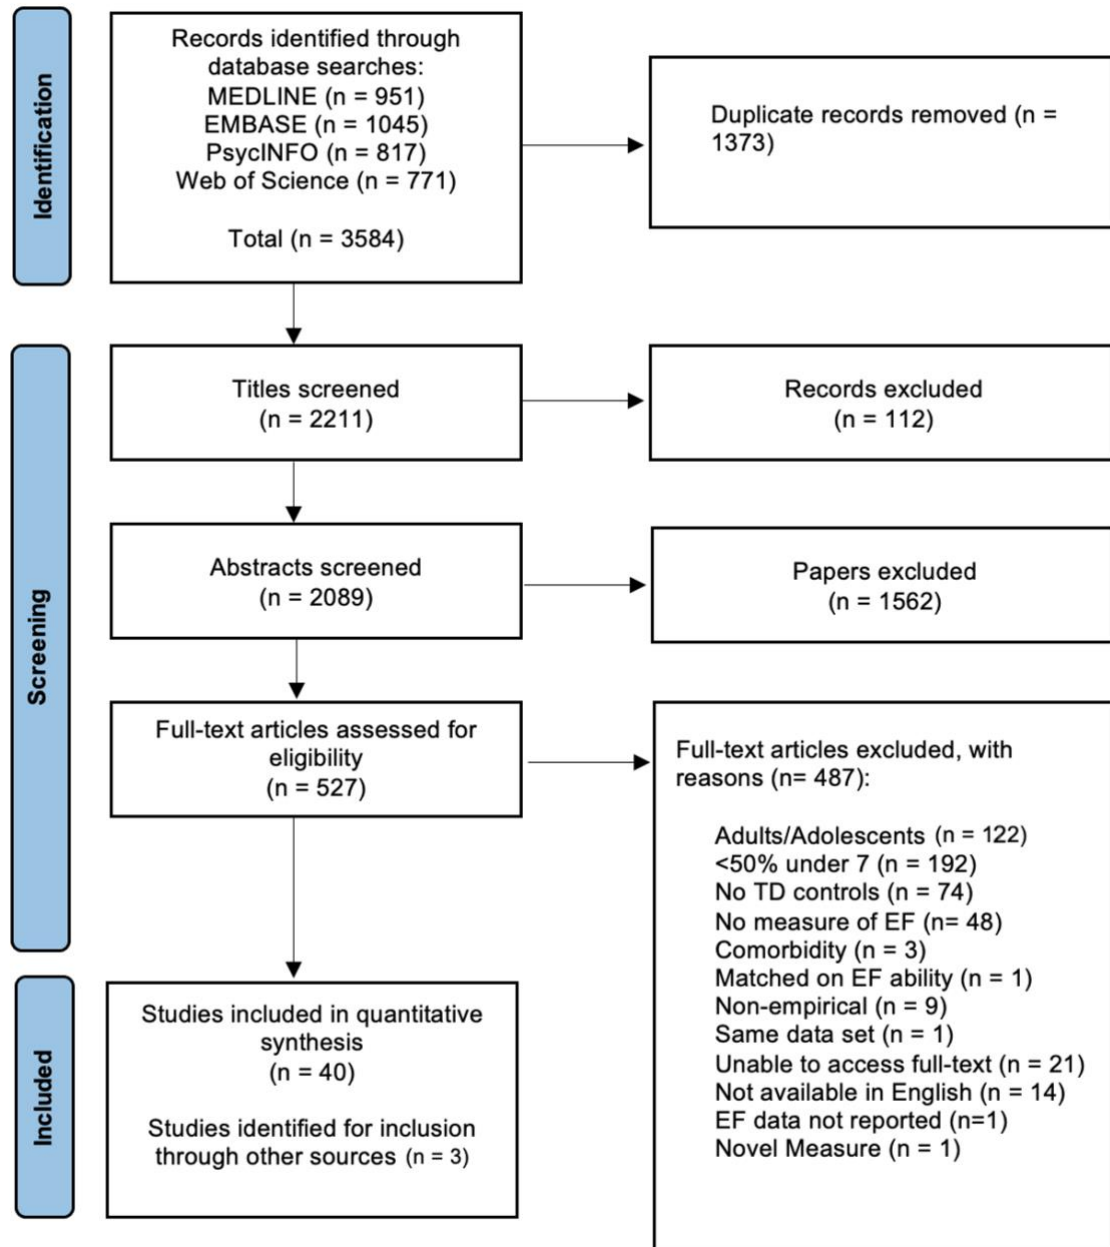 Identification
Records identified through
database searches:
MEDLINE (n = 951)
EMBASE (n = 1045)
PsycINFO (n = 817)
Web of Science (n = 771)
Total (n = 3584)
Duplicate records removed (n =
1373)
Screening
Titles screened
(n = 2211)
Records excluded
(n = 112)
Abstracts screened
(n = 2089)
Papers excluded
(n = 1562)
Full-text articles assessed for
eligibility
(n = 527)
Full-text articles excluded, with
reasons (n= 487):
Adults/Adolescents (n = 122)
<50% under 7 (n = 192)
No TD controls (n = 74)
No measure of EF (n= 48)
Comorbidity (n = 3)
Matched on EF ability (n = 1)
Non-empirical (n = 9)
Same data set (n = 1)
Unable to access full-text (n = 21)
Not available in English (n = 14)
EF data not reported (n=1)
Novel Measure (n = 1)
Included
Studies included in quantitative
synthesis
(n = 40)
Studies identified for inclusion
through other sources (n = 3)